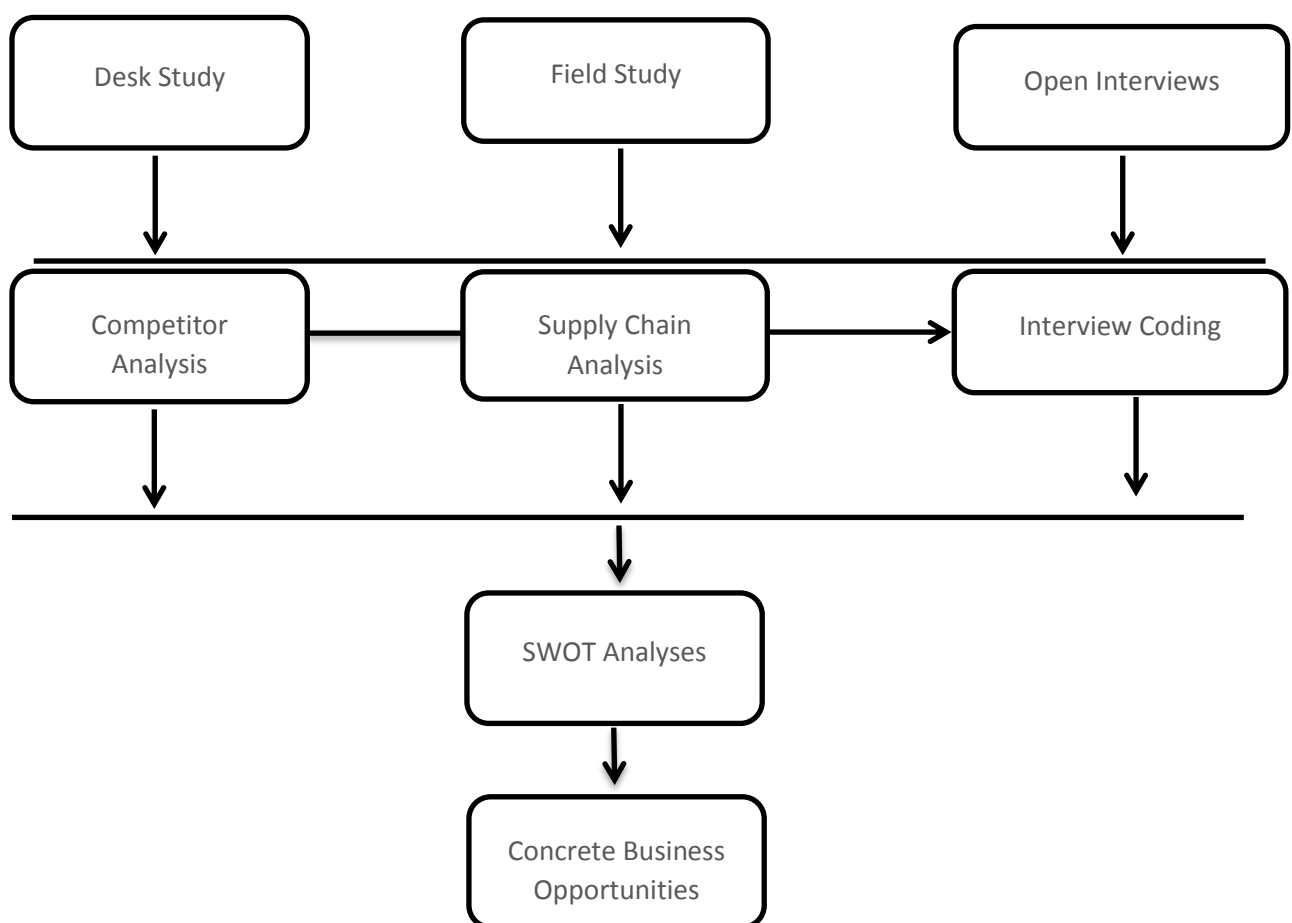 Desk Study
Field Study
Open Interviews
Competitor
Analysis
Supply Chain
Analysis
Interview Coding
SWOT Analyses
Concrete Business
Opportunities